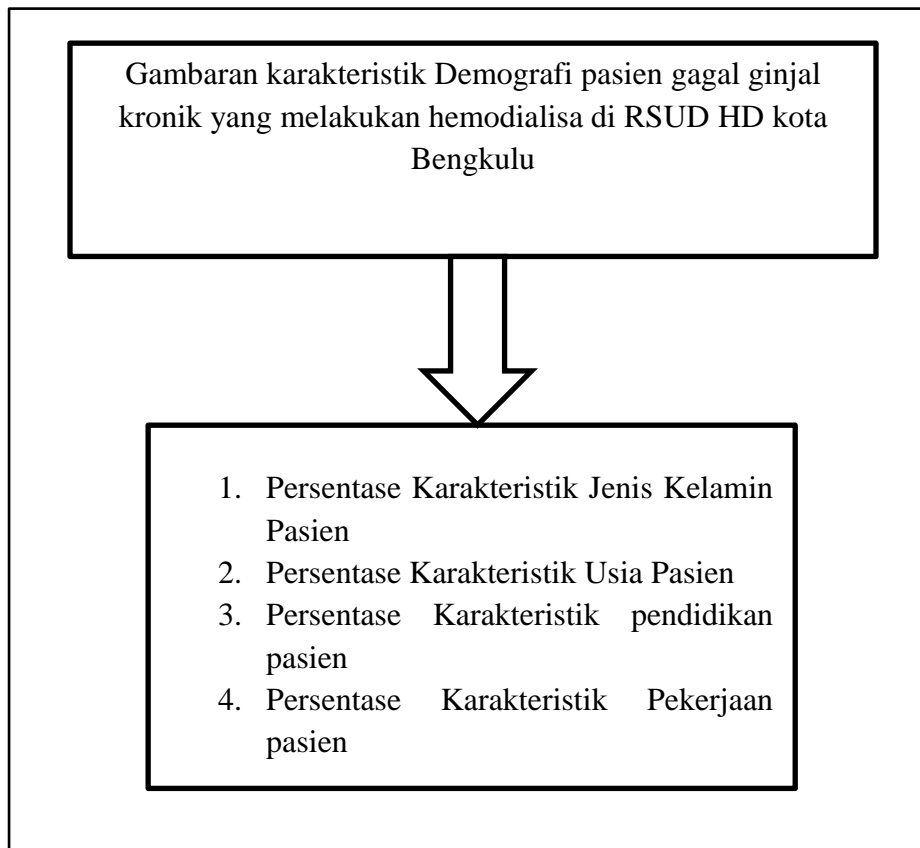 Gambaran karakteristik Demografi pasien gagal ginjal
kronik yang melakukan hemodialisa di RSUD HD kota
Bengkulu
1. Persentase Karakteristik Jenis Kelamin
Pasien
2. Persentase Karakteristik Usia Pasien
3. Persentase Karakteristik pendidikan
pasien
4. Persentase Karakteristik Pekerjaan
pasien